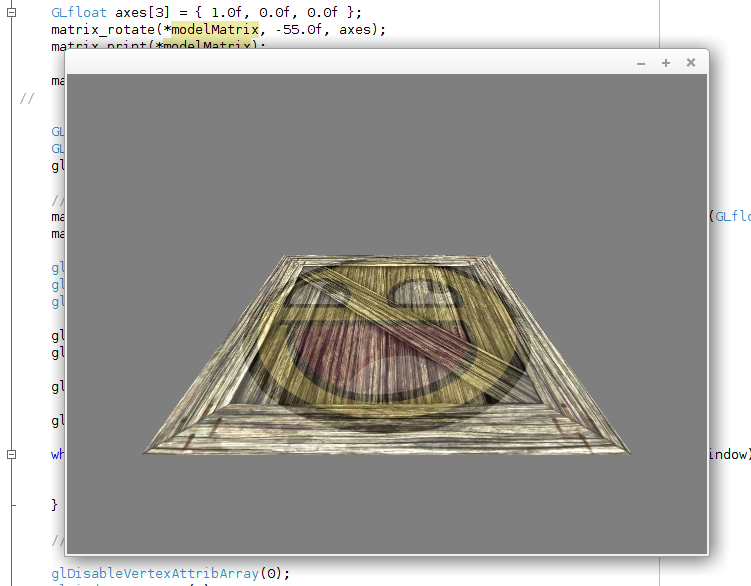 GLfloat axes[3] = { 1.0f, 0.0f, 0.0f };
matrix_rotate(*modelMatrix, -55.0f, axes);
matrix_print(*modelMatrix);
ma
//
GL
GL
gl
//
ma (GLflo
ma
gl
gl
gl
gl
gl
gl
gl
wh indow)
}
//
glDisableVertexAttribArray(0);